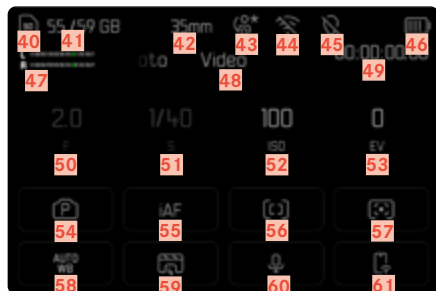 40 41 55/59 GB 35mm 42 43 44 45 46
47 L R oto Video 48 00:00:00:00 49
2.0 1/40 100 0
F S ISO EV
50 51 52 53
P iAF
54 55 56 57
AUTO WB
58 59 60 61